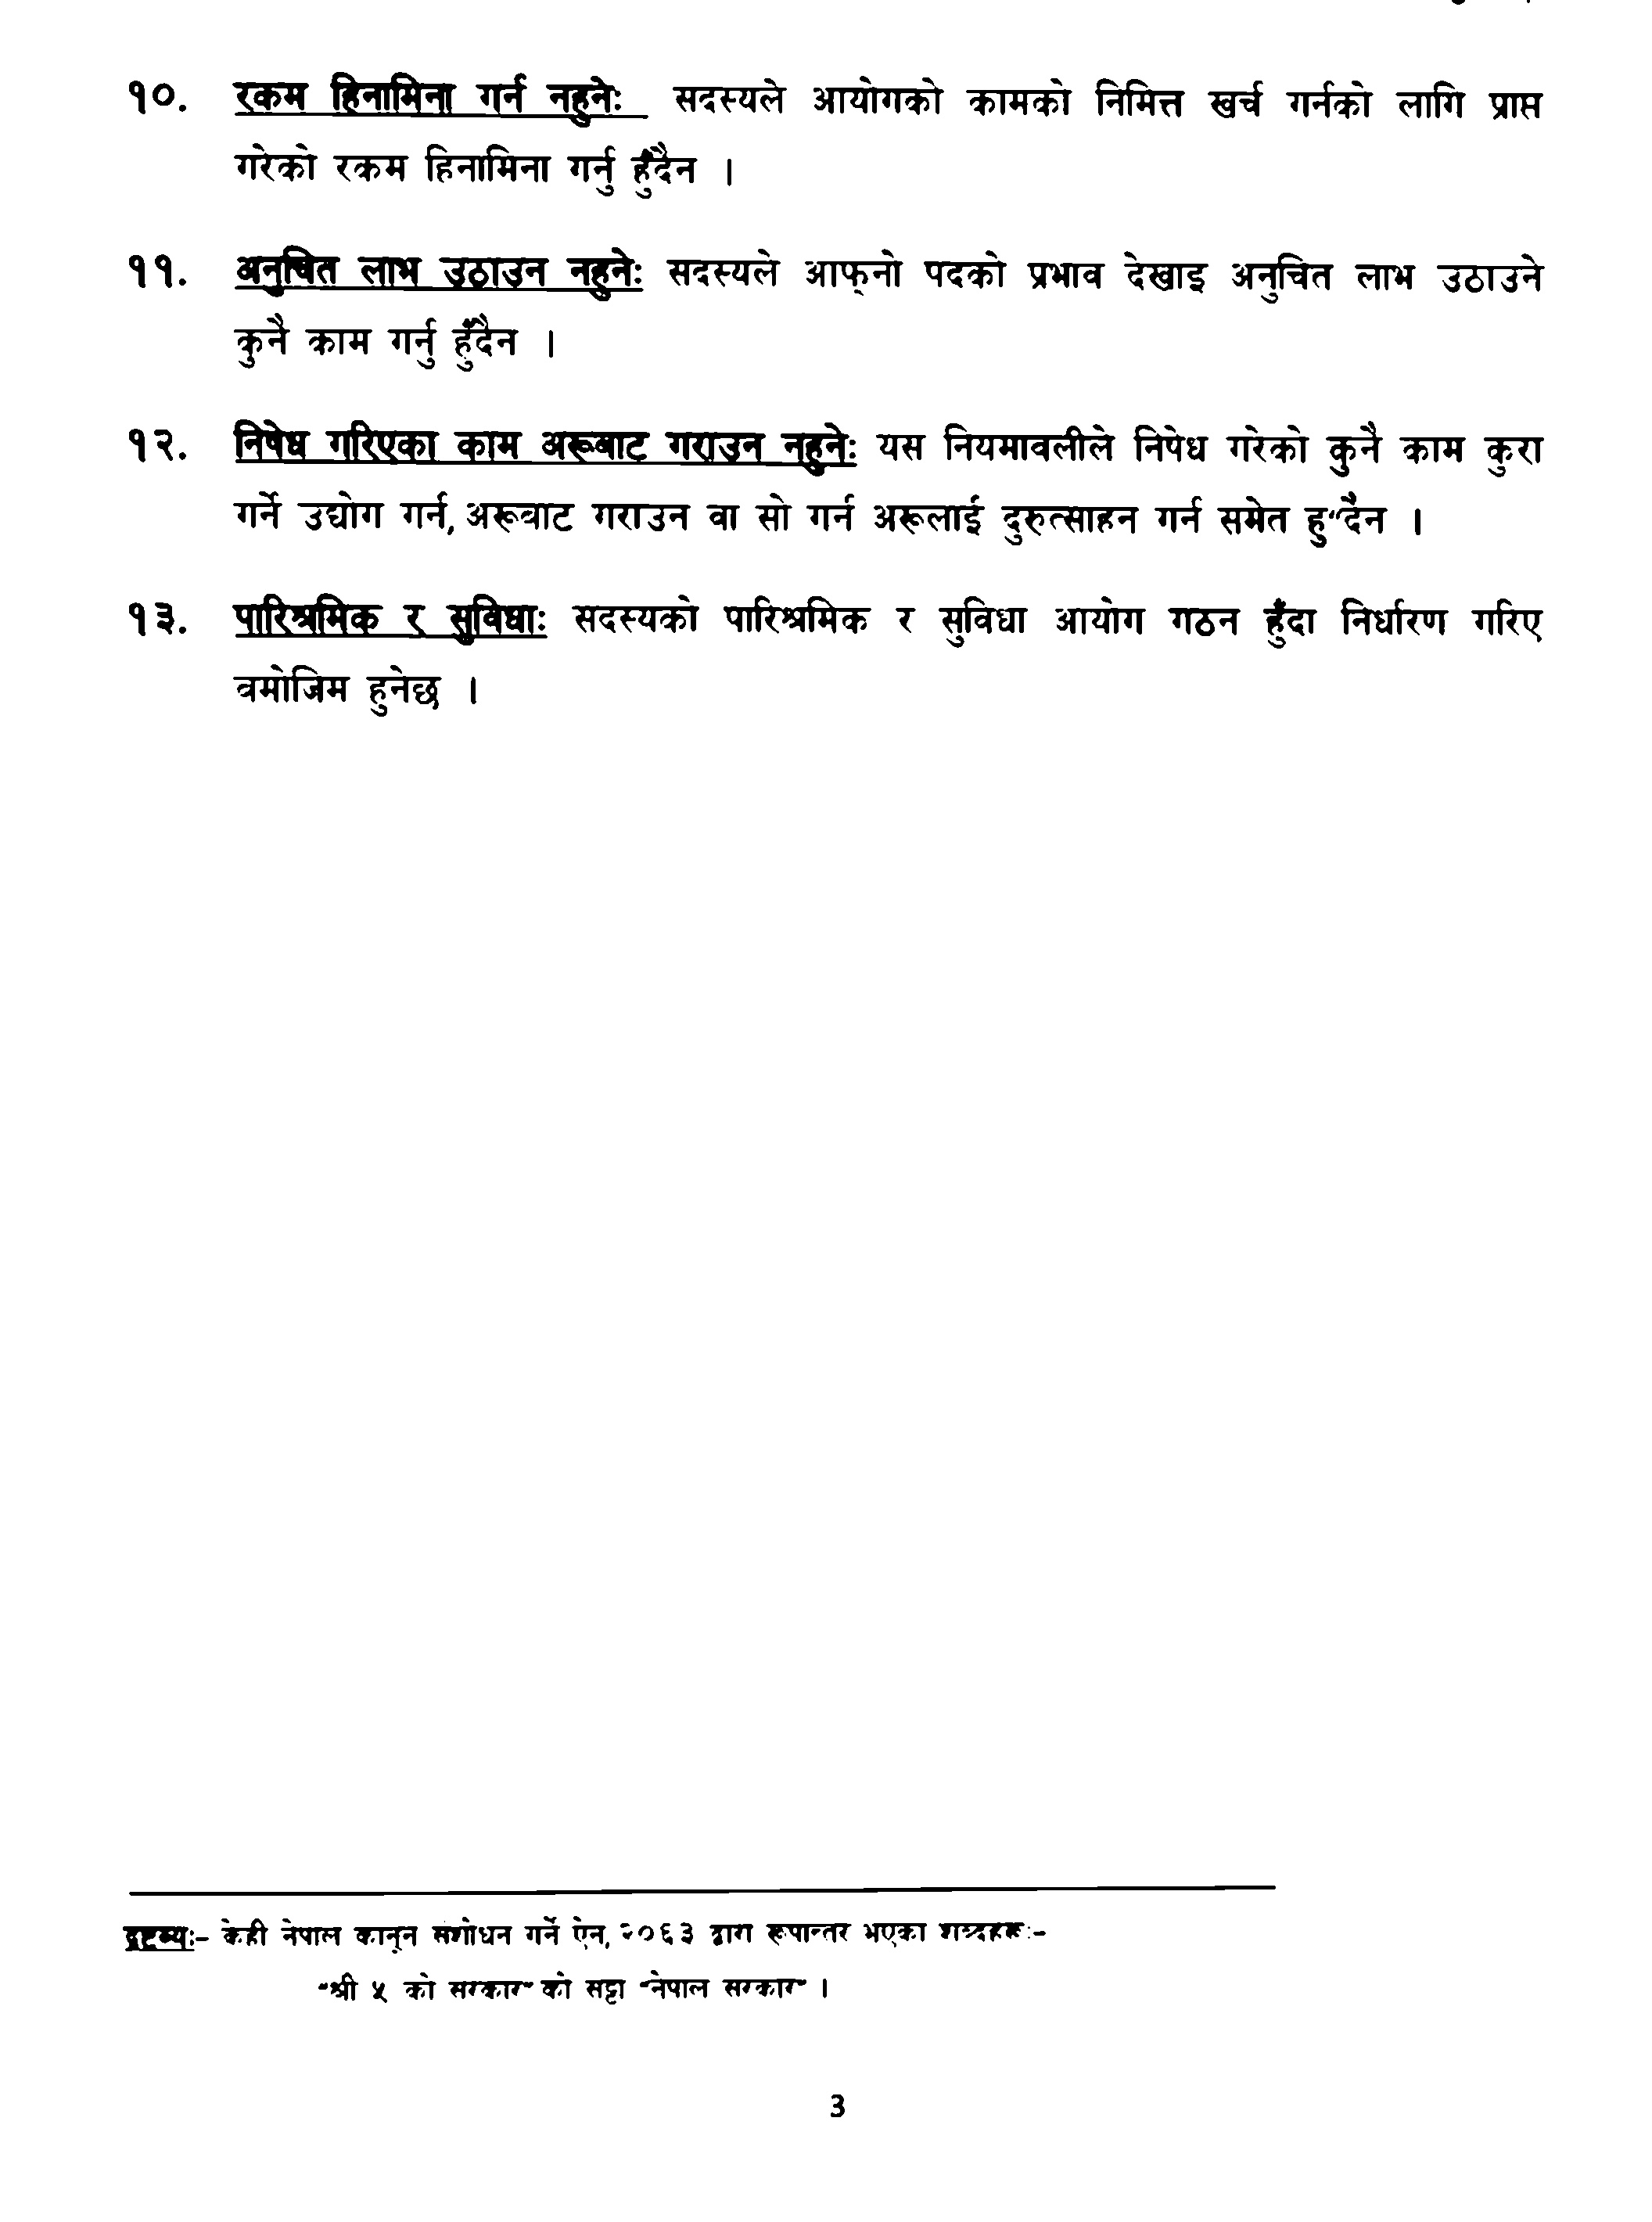 १०. रकम हिनामिना गर्न नहुनेः सदस्यले आयोगको कामको निमित्त खर्च गर्नको लागि प्राप्त
गरेको रकम हिनामिना गर्नु हुँदैन ।
११. अनुचित लाभ उठाउन नहुनेः सदस्यले आफ्‌नो पदको प्रभाव देखाइ अनुचित लाभ उठाउने
कुनै काम गर्नु हुँदैन ।
१२. निषेध गरिएका काम अरूबाट गराउन नहुनेः यस नियमावलीले निषेध गरेको कुनै काम कुरा
गर्ने उद्योग गर्न, अरूबाट गराउन वा सो गर्न अरूलाई दुरुत्साहन गर्न समेत हु“दैन ।
१३. पारिश्रमिक र सुविधाः सदस्यको पारिश्रमिक र सुविधा आयोग गठन हुँदा निर्धारण गरिए
बमोजिम हुनेछ ।
द्रष्टव्यः– केही नेपाल कानून संशोधन गर्ने ऐन, २०६३ द्वारा रूपान्तर भएका शब्दहरूः–
“श्री ५ को सरकार” को सट्टा “नेपाल सरकार” ।
3